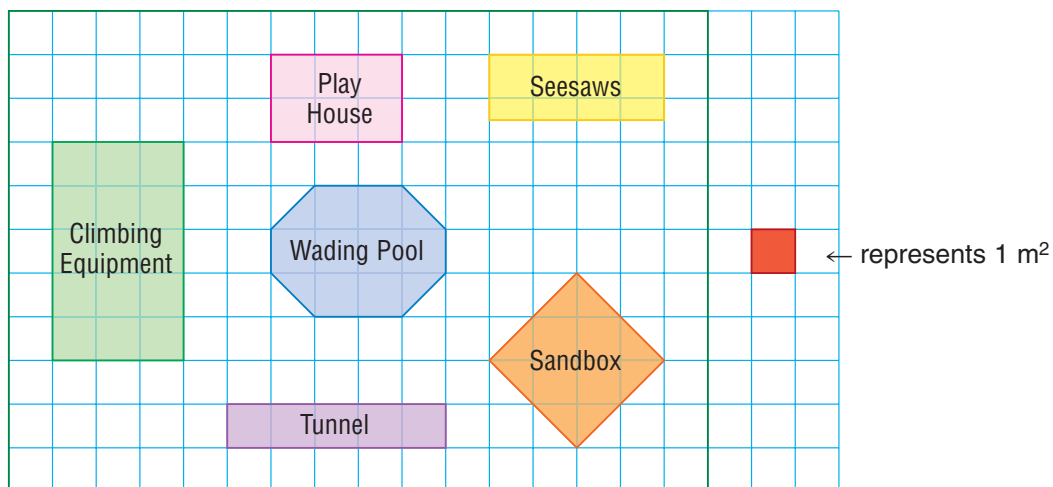 Play
House
Seesaws
Climbing
Equipment
Wading Pool
← represents 1 m²
Sandbox
Tunnel